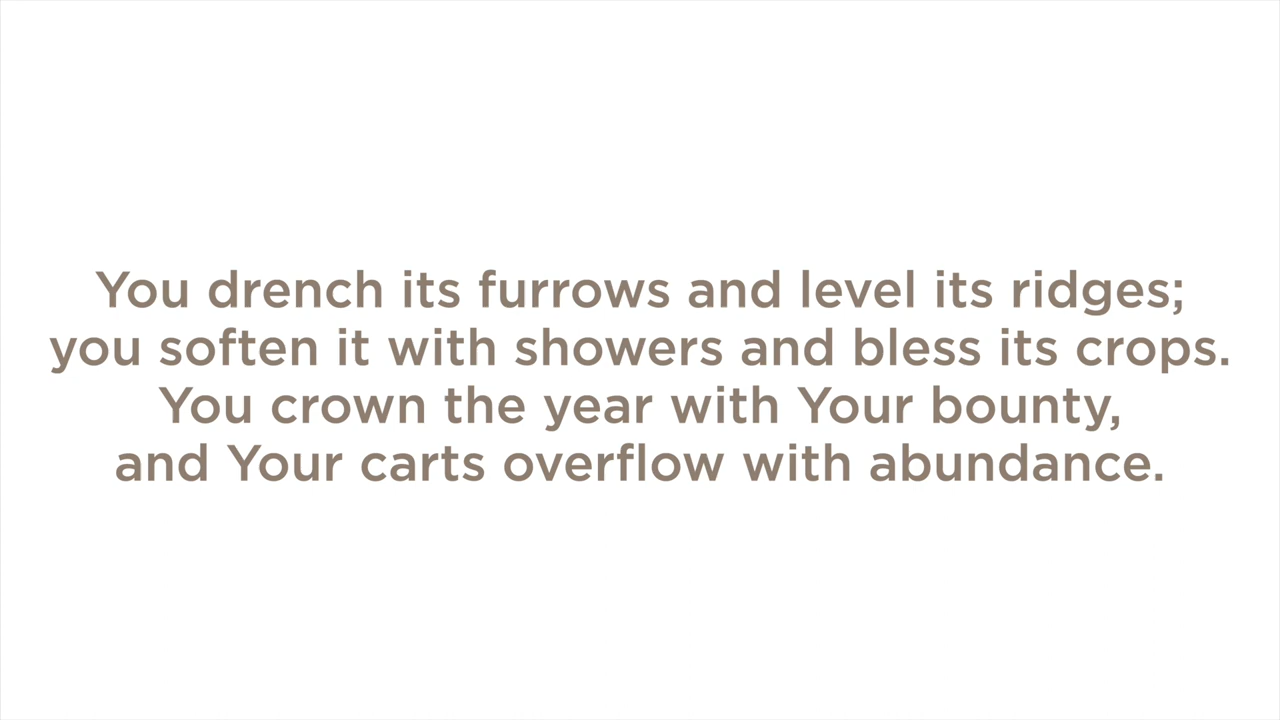 You drench its furrows and level its ridges;
you soften it with showers and bless its crops.
You crown the year with Your bounty,
and Your carts overflow with abundance.